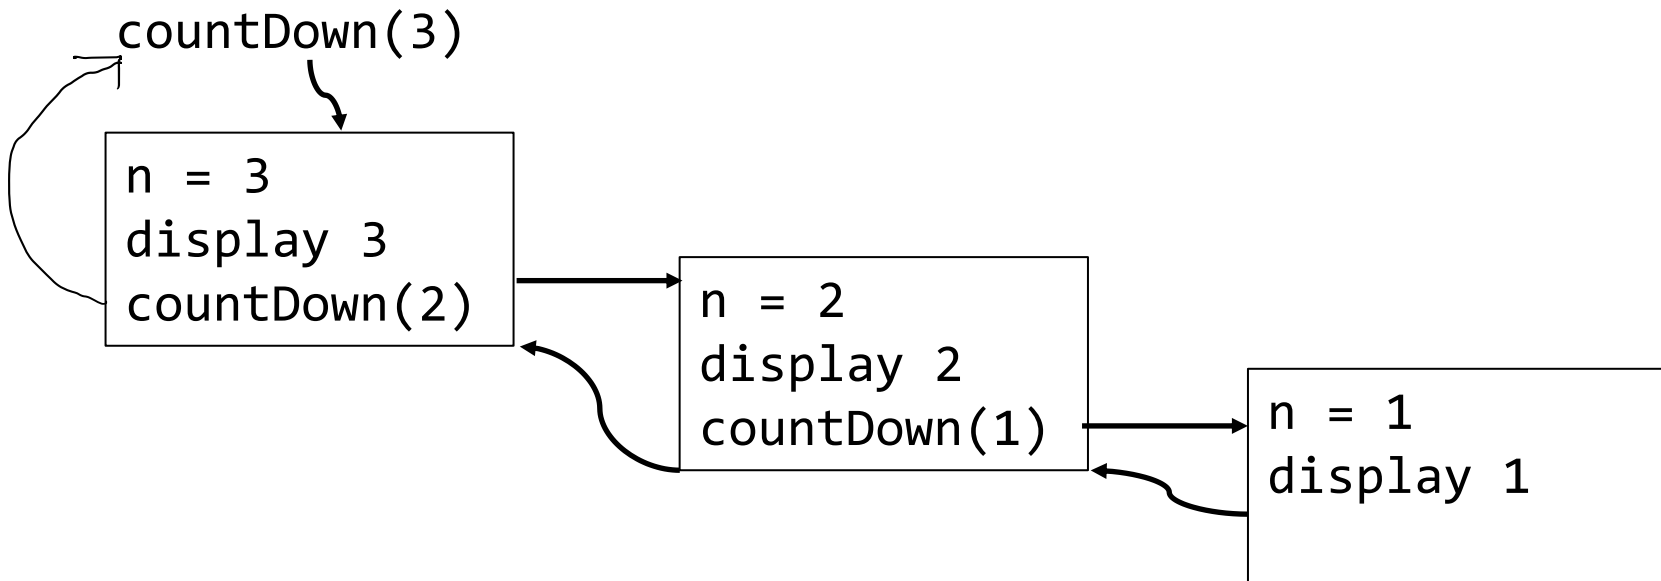 countDown(3)
n = 3
display 3
countDown(2)
n = 2
display 2
countDown(1)
n = 1
display 1